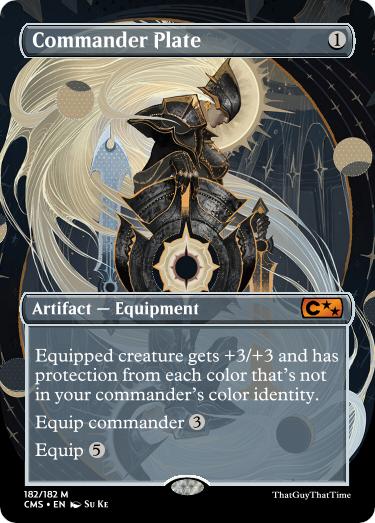 Commander Plate 1
Artifact — Equipment
C
Equipped creature gets +3/+3 and has
protection from each color that's not
in your commander's color identity.
Equip commander 3
Equip 5
182/182 M
CMS • EN Su Ke
ThatGuyThatTime